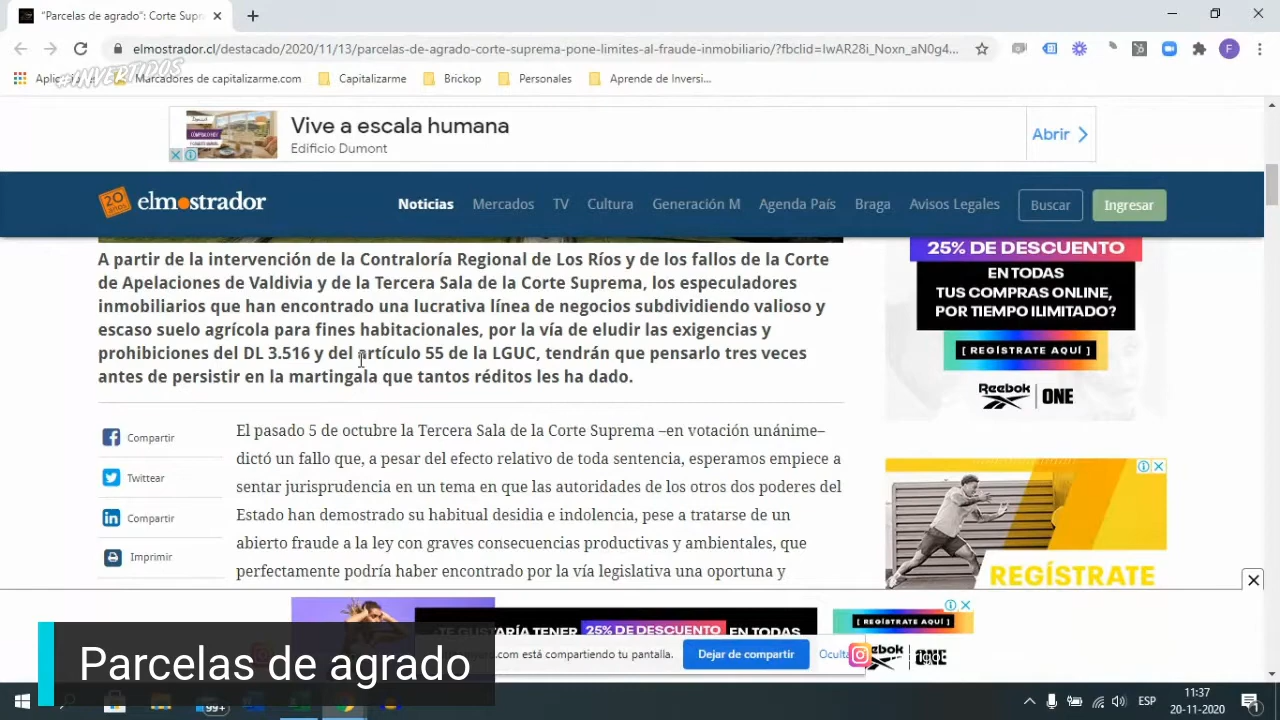 "Parcelas de agrado": Corte Supr
elmostrador.cl/destacado/2020/11/13/parcelas-de-agrado-corte-suprema-pone-limites-al-fraude-inmobiliario/?fbclid=IwAR28i_Noxn_aN0g4...
F
#INVERTIDOS
Marcadores de capitalizarme.com
Capitalizarme
Brickop
Personales
Aprende de Inversi...
Vive a escala humana
Edificio Dumont
Abrir
20 años
elmostrador
Noticias
Mercados
TV
Cultura
Generación M
Agenda País
Braga
Avisos Legales
Buscar
Ingresar
A partir de la intervención de la Contraloría Regional de Los Ríos y de los fallos de la Corte
de Apelaciones de Valdivia y de la Tercera Sala de la Corte Suprema, los especuladores
inmobiliarios que han encontrado una lucrativa línea de negocios subdividiendo valioso y
escaso suelo agrícola para fines habitacionales, por la vía de eludir las exigencias y
prohibiciones del DL 3.516 y del artículo 55 de la LGUC, tendrán que pensarlo tres veces
antes de persistir en la martingala que tantos réditos les ha dado.
25% DE DESCUENTO
EN TODAS
TUS COMPRAS ONLINE,
POR TIEMPO ILIMITADO?
[ REGÍSTRATE AQUÍ ]
Reebok ONE
Compartir
Twittear
Compartir
Imprimir
El pasado 5 de octubre la Tercera Sala de la Corte Suprema –en votación unánime–
dictó un fallo que, a pesar del efecto relativo de toda sentencia, esperamos empiece a
sentar jurisprudencia en un tema en que las autoridades de los otros dos poderes del
Estado han demostrado su habitual desidia e indolencia, pese a tratarse de un
abierto fraude a la ley con graves consecuencias productivas y ambientales, que
perfectamente podría haber encontrado por la vía legislativa una oportuna y
REGÍSTRATE
¿TE GUSTARÍA TENER 25% DE DESCUENTO EN TODAS
[ REGÍSTRATE AQUÍ ]
está compartiendo tu pantalla.
Dejar de compartir
Parcelas de agrado
99+
ESP
11:37
20-11-2020
1